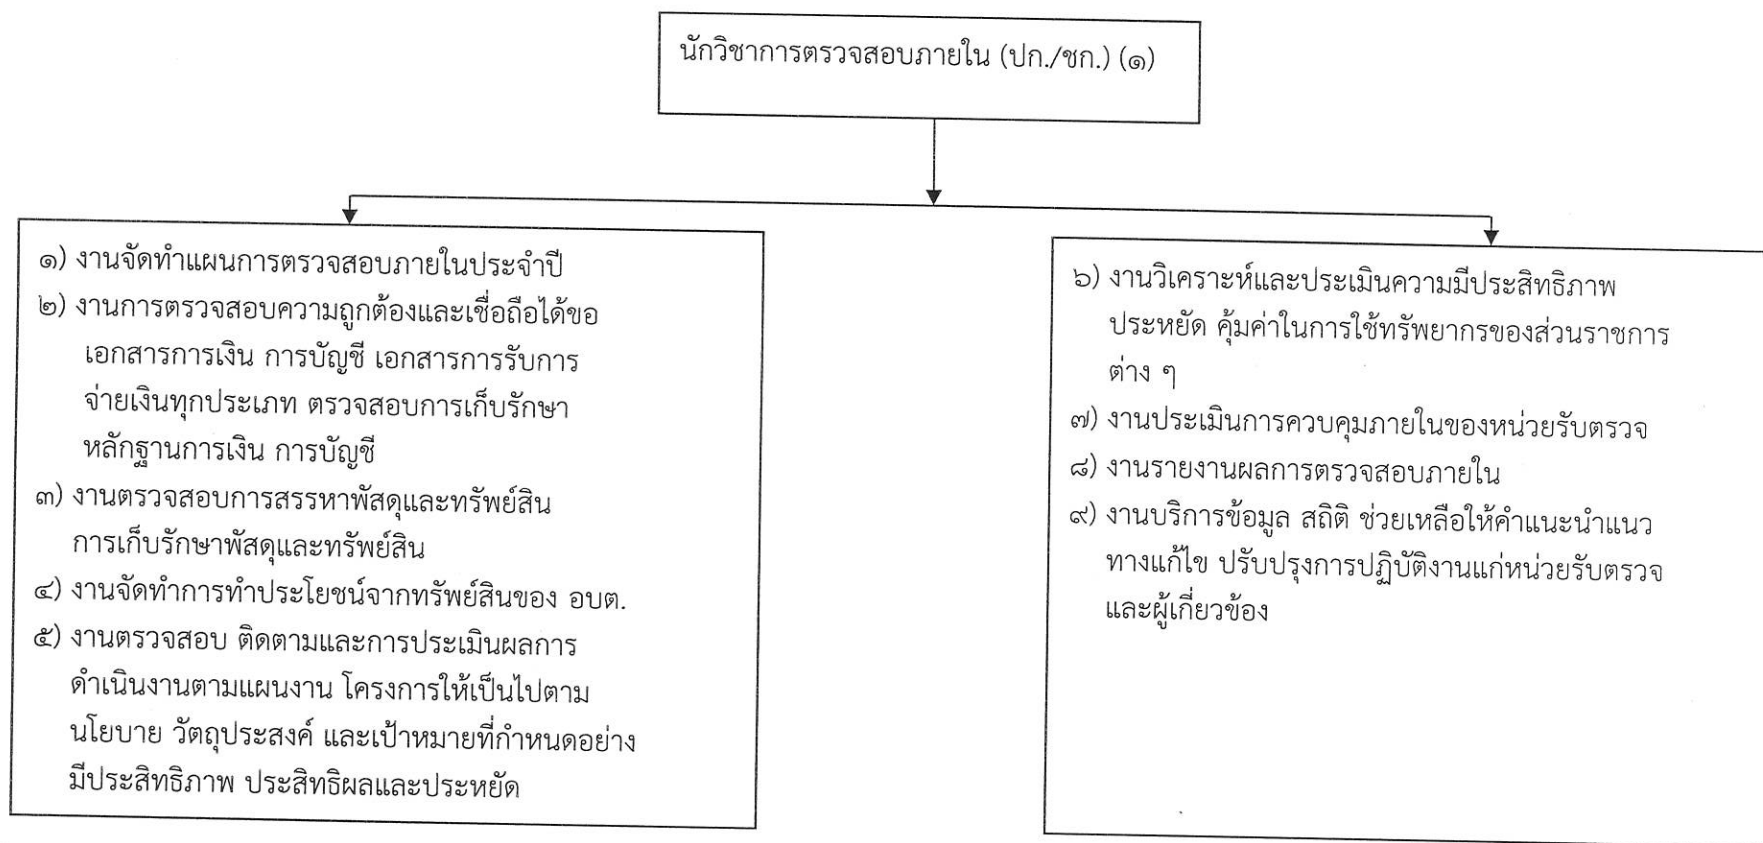 นักวิชาการตรวจสอบภายใน (ปก./ชก.) (๑)
๑) งานจัดทำแผนการตรวจสอบภายในประจำปี
๒) งานการตรวจสอบความถูกต้องและเชื่อถือได้ขอ
เอกสารการเงิน การบัญชี เอกสารการรับการ
จ่ายเงินทุกประเภท ตรวจสอบการเก็บรักษา
หลักฐานการเงิน การบัญชี
๓) งานตรวจสอบการสรรหาพัสดุและทรัพย์สิน
การเก็บรักษาพัสดุและทรัพย์สิน
๔) งานจัดทำการทำประโยชน์จากทรัพย์สินของ อบต.
๕) งานตรวจสอบ ติดตามและการประเมินผลการ
ดำเนินงานตามแผนงาน โครงการให้เป็นไปตาม
นโยบาย วัตถุประสงค์ และเป้าหมายที่กำหนดอย่าง
มีประสิทธิภาพ ประสิทธิผลและประหยัด
๖) งานวิเคราะห์และประเมินความมีประสิทธิภาพ
ประหยัด คุ้มค่าในการใช้ทรัพยากรของส่วนราชการ
ต่าง ๆ
๗) งานประเมินการควบคุมภายในของหน่วยรับตรวจ
๘) งานรายงานผลการตรวจสอบภายใน
๙) งานบริการข้อมูล สถิติ ช่วยเหลือให้คำแนะนำแนว
ทางแก้ไข ปรับปรุงการปฏิบัติงานแก่หน่วยรับตรวจ
และผู้เกี่ยวข้อง